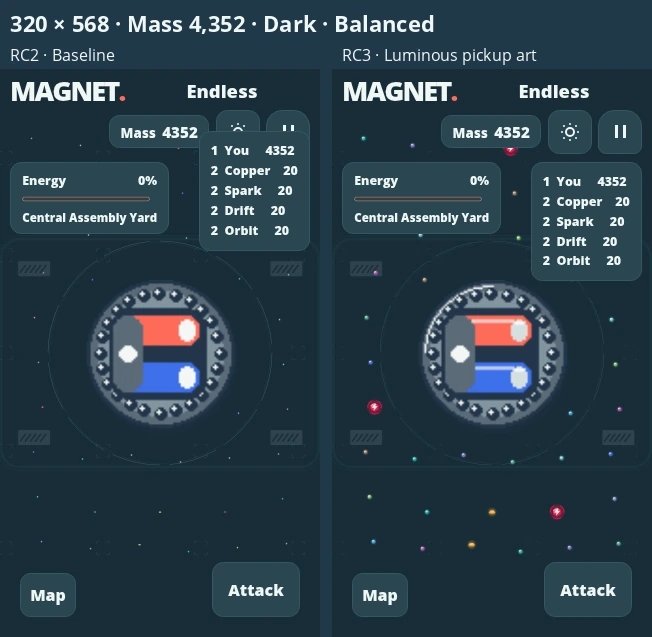 320 × 568 · Mass 4,352 · Dark · Balanced
RC2 · Baseline
RC3 · Luminous pickup art
MAGNET.
Endless
Mass 4352
1 You 4352
2 Copper 20
2 Spark 20
2 Drift 20
2 Orbit 20
Energy 0%
Central Assembly Yard
Map
Attack
MAGNET.
Endless
Mass 4352
Energy 0%
Central Assembly Yard
1 You 4352
2 Copper 20
2 Spark 20
2 Drift 20
2 Orbit 20
Map
Attack